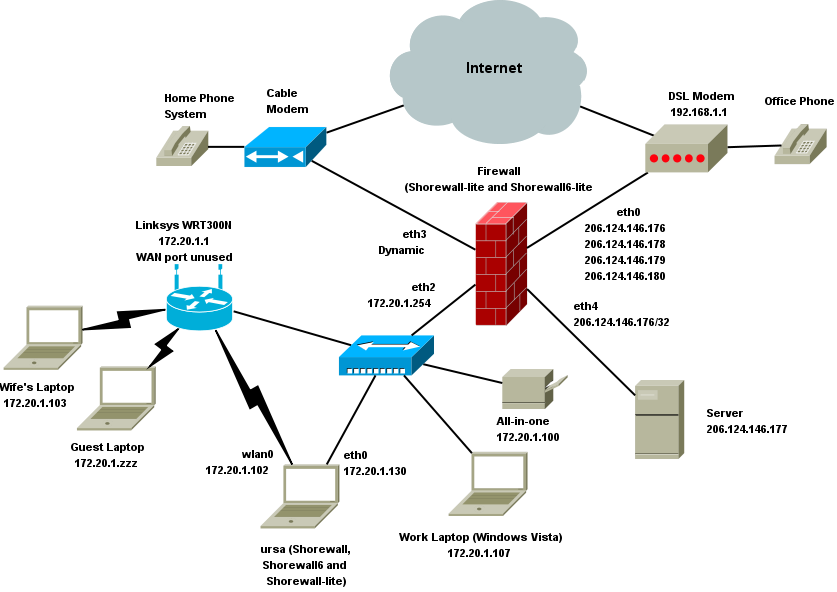 Internet
Home Phone
System
Cable
Modem
DSL Modem
192.168.1.1
Office Phone
Firewall
(Shorewall-lite and Shorewall6-lite
eth0
206.124.146.176
206.124.146.178
206.124.146.179
206.124.146.180
eth3
Dynamic
Linksys WRT300N
172.20.1.1
WAN port unused
eth2
172.20.1.254
eth4
206.124.146.176/32
Wife's Laptop
172.20.1.103
Guest Laptop
172.20.1.zzz
All-in-one
172.20.1.100
Server
206.124.146.177
wlan0
172.20.1.102
eth0
172.20.1.130
Work Laptop (Windows Vista)
172.20.1.107
ursa (Shorewall,
Shorewall6 and
Shorewall-lite)